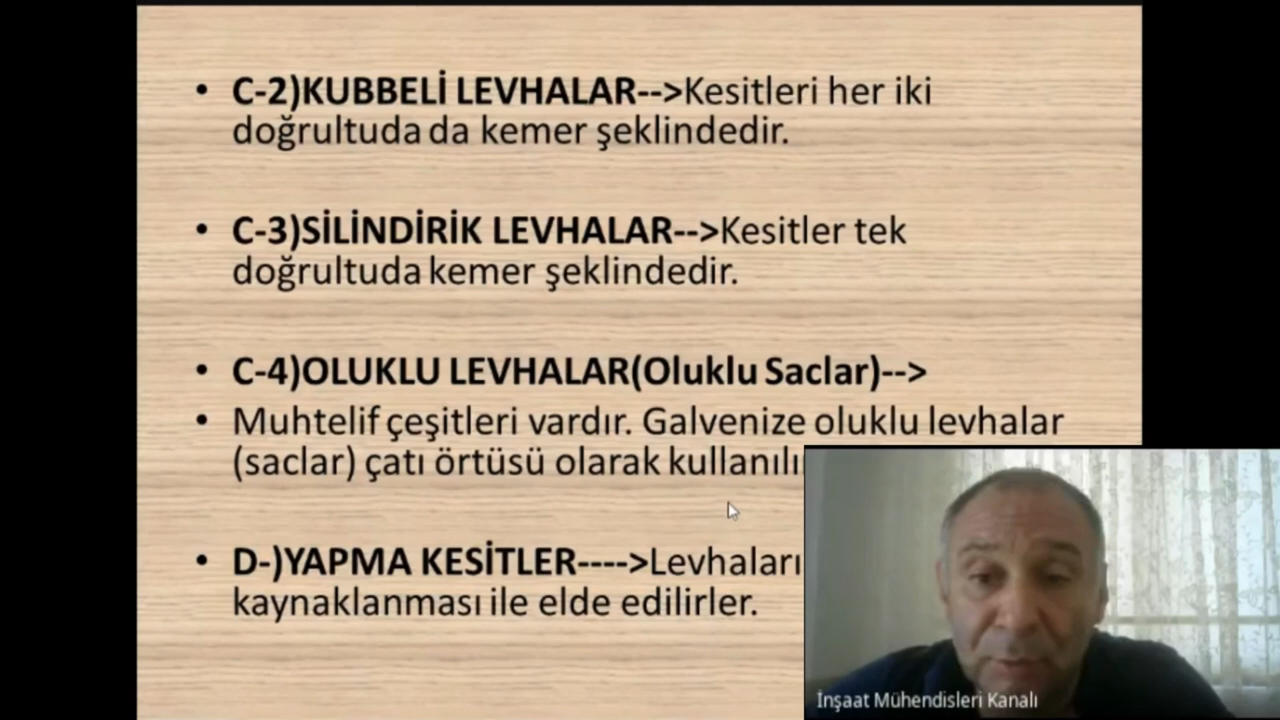 • C-2)KUBBELİ LEVHALAR-->Kesitleri her iki
doğrultuda da kemer şeklindedir.
• C-3)SİLİNDİRİK LEVHALAR-->Kesitler tek
doğrultuda kemer şeklindedir.
• C-4)OLUKLU LEVHALAR(Oluklu Saclar)-->
• Muhtelif çeşitleri vardır. Galvenize oluklu levhalar
(saclar) çatı örtüsü olarak
• D-)YAPMA KESİTLER---->
kaynaklanması ile elde edilirler.
İnşaat Mühendisleri Kanalı